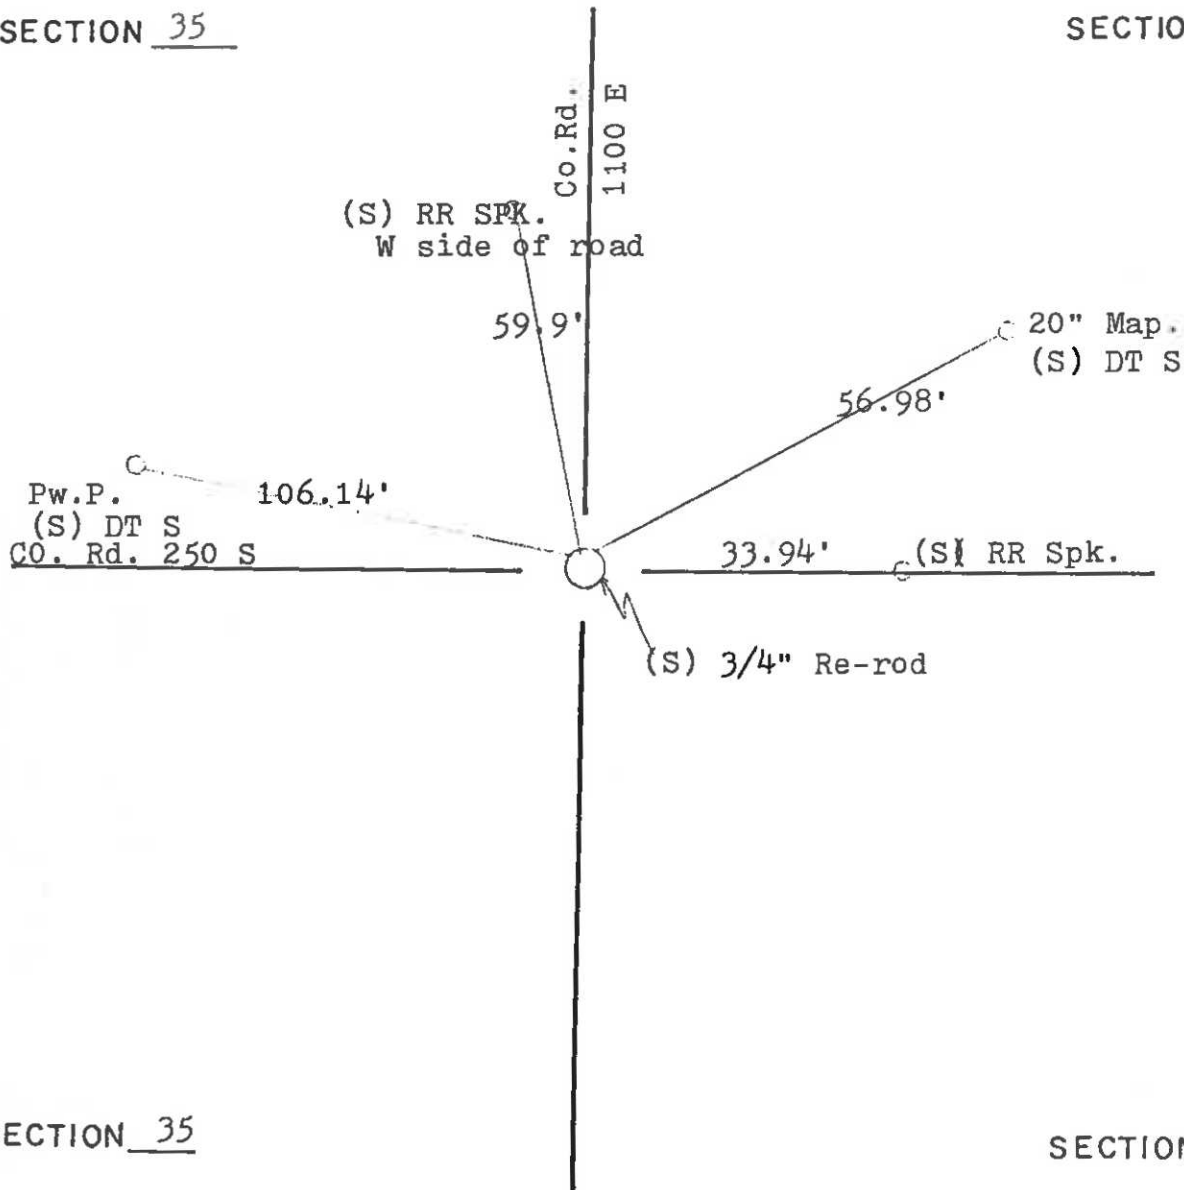 SECTION 35
SECTIO
Co.Rd.
1100 E
(S) RR SPK.
W side of road
59.9'
20" Map.
(S) DT S
56.98'
Pw.P.
106.14'
(S) DT S
CO. Rd. 250 S
33.94'
(S) RR Spk.
(S) 3/4" Re-rod
ECTION 35
SECTION